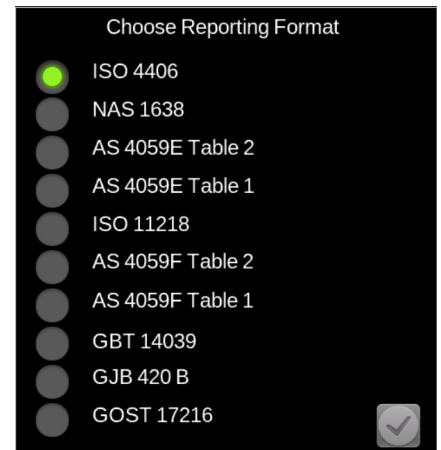 Choose Reporting Format
ISO 4406
NAS 1638
AS 4059E Table 2
AS 4059E Table 1
ISO 11218
AS 4059F Table 2
AS 4059F Table 1
GBT 14039
GJB 420 B
GOST 17216